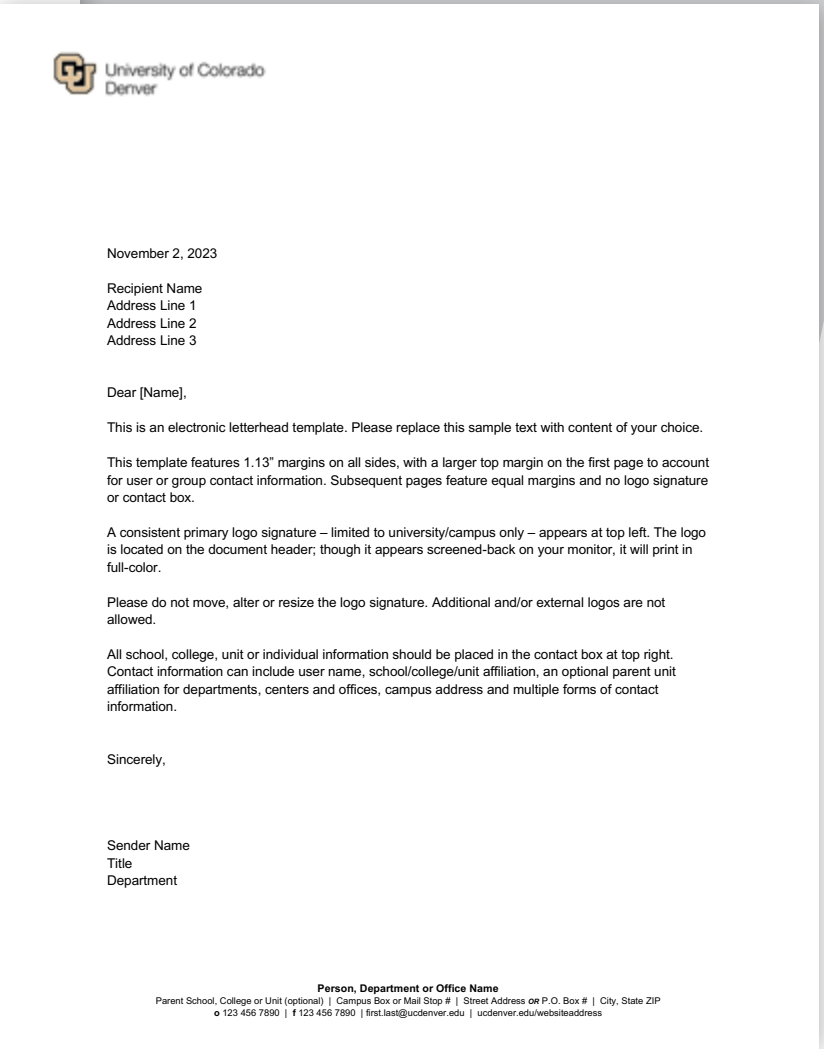 University of Colorado
Denver
November 2, 2023
Recipient Name
Address Line 1
Address Line 2
Address Line 3
Dear [Name],
This is an electronic letterhead template. Please replace this sample text with content of your choice.
This template features 1.13” margins on all sides, with a larger top margin on the first page to account
for user or group contact information. Subsequent pages feature equal margins and no logo signature
or contact box.
A consistent primary logo signature – limited to university/campus only – appears at top left. The logo
is located on the document header; though it appears screened-back on your monitor, it will print in
full-color.
Please do not move, alter or resize the logo signature. Additional and/or external logos are not
allowed.
All school, college, unit or individual information should be placed in the contact box at top right.
Contact information can include user name, school/college/unit affiliation, an optional parent unit
affiliation for departments, centers and offices, campus address and multiple forms of contact
information.
Sincerely,
Sender Name
Title
Department
Person, Department or Office Name
Parent School, College or Unit (optional) | Campus Box or Mail Stop # | Street Address OR P.O. Box # | City, State ZIP
o 123 456 7890 | f 123 456 7890 | first.last@ucdenver.edu | ucdenver.edu/websiteaddress